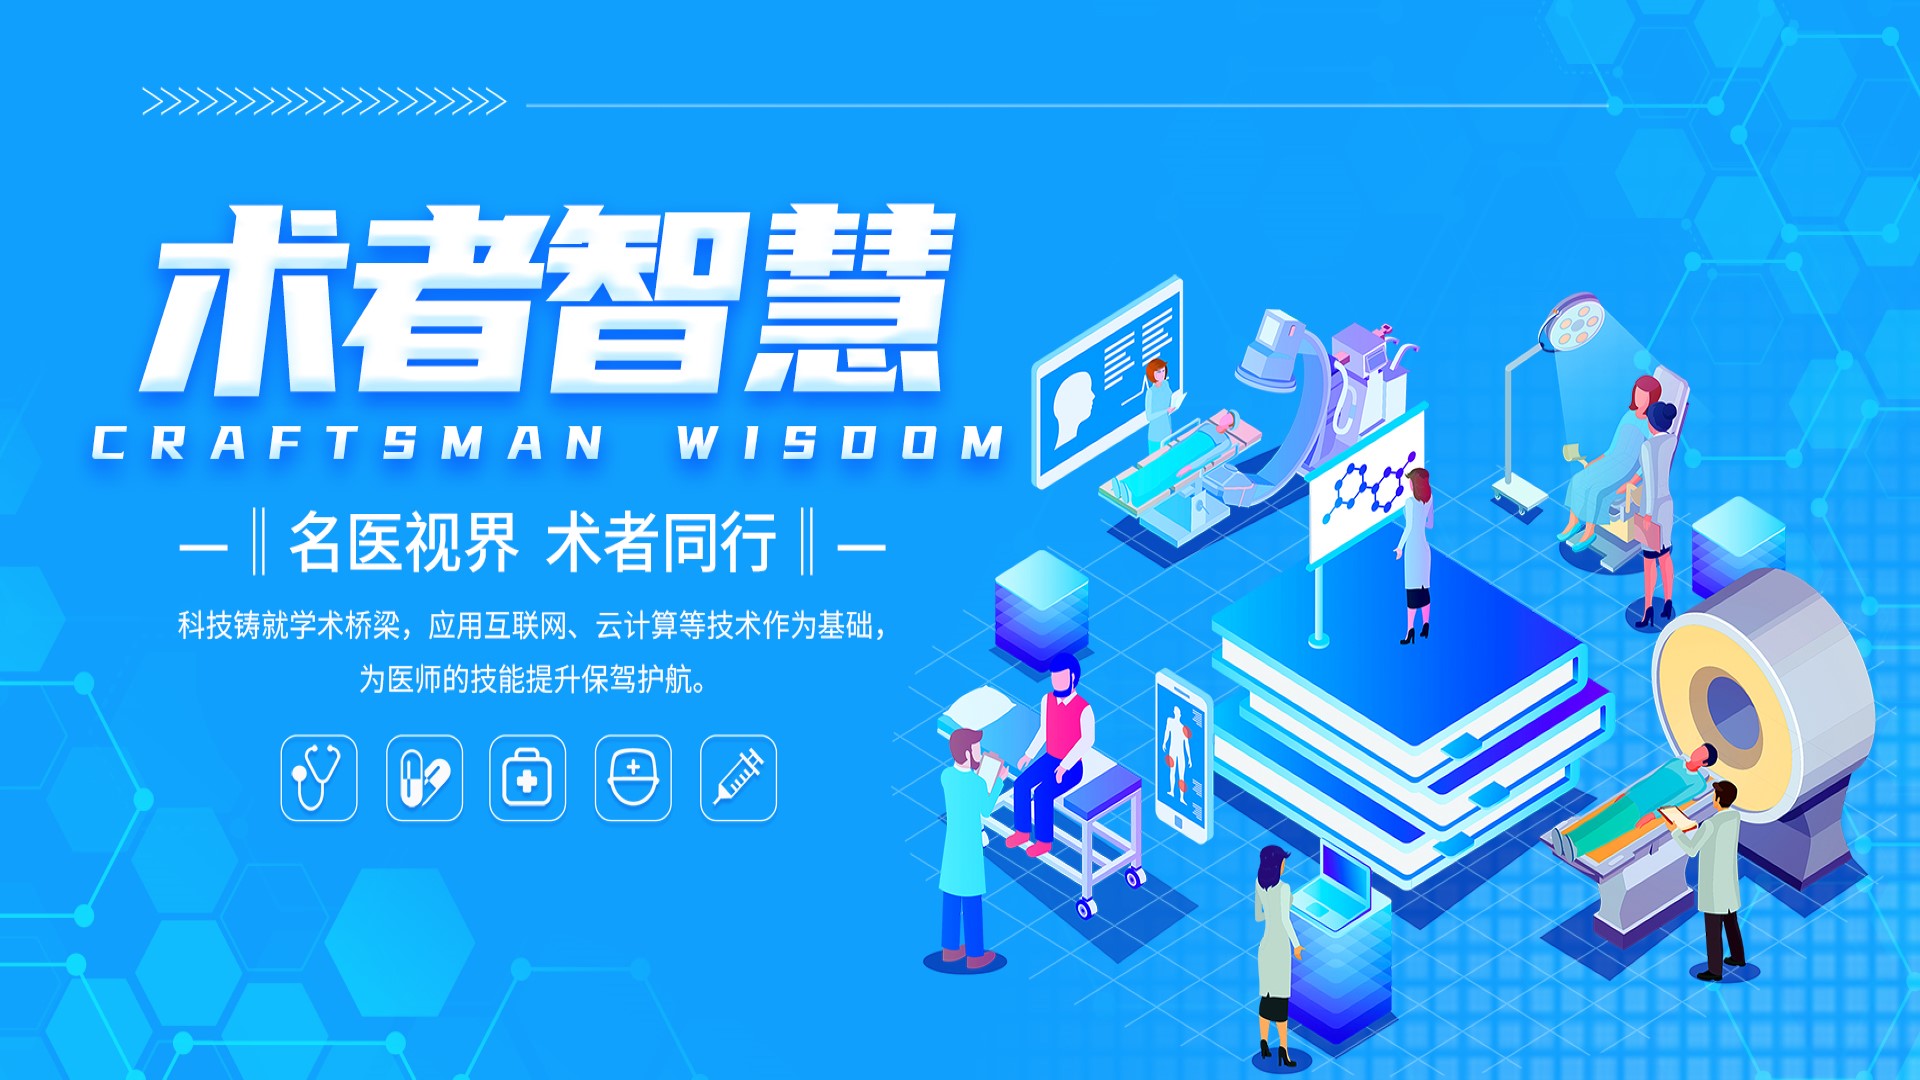 术者智慧
CRAFTSMAN WISDOM
名医视界 术者同行
科技铸就学术桥梁，应用互联网、云计算等技术作为基础，
为医师的技能提升保驾护航。